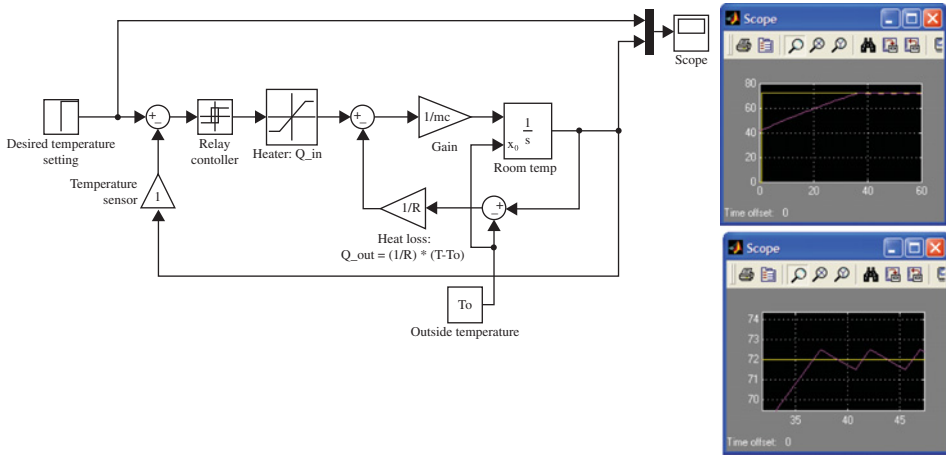 Scope
Desired temperature
setting
+
−
Relay
contoller
Heater: Q_in
+
−
1/mc
Gain
1
s
x0
Room temp
Temperature
sensor
1
1/R
+
−
Heat loss:
Q_out = (1/R) * (T-To)
To
Outside temperature
Scope
80
60
40
20
0
0
20
40
60
Time offset: 0
Scope
74
73
72
71
70
35
40
45
Time offset: 0